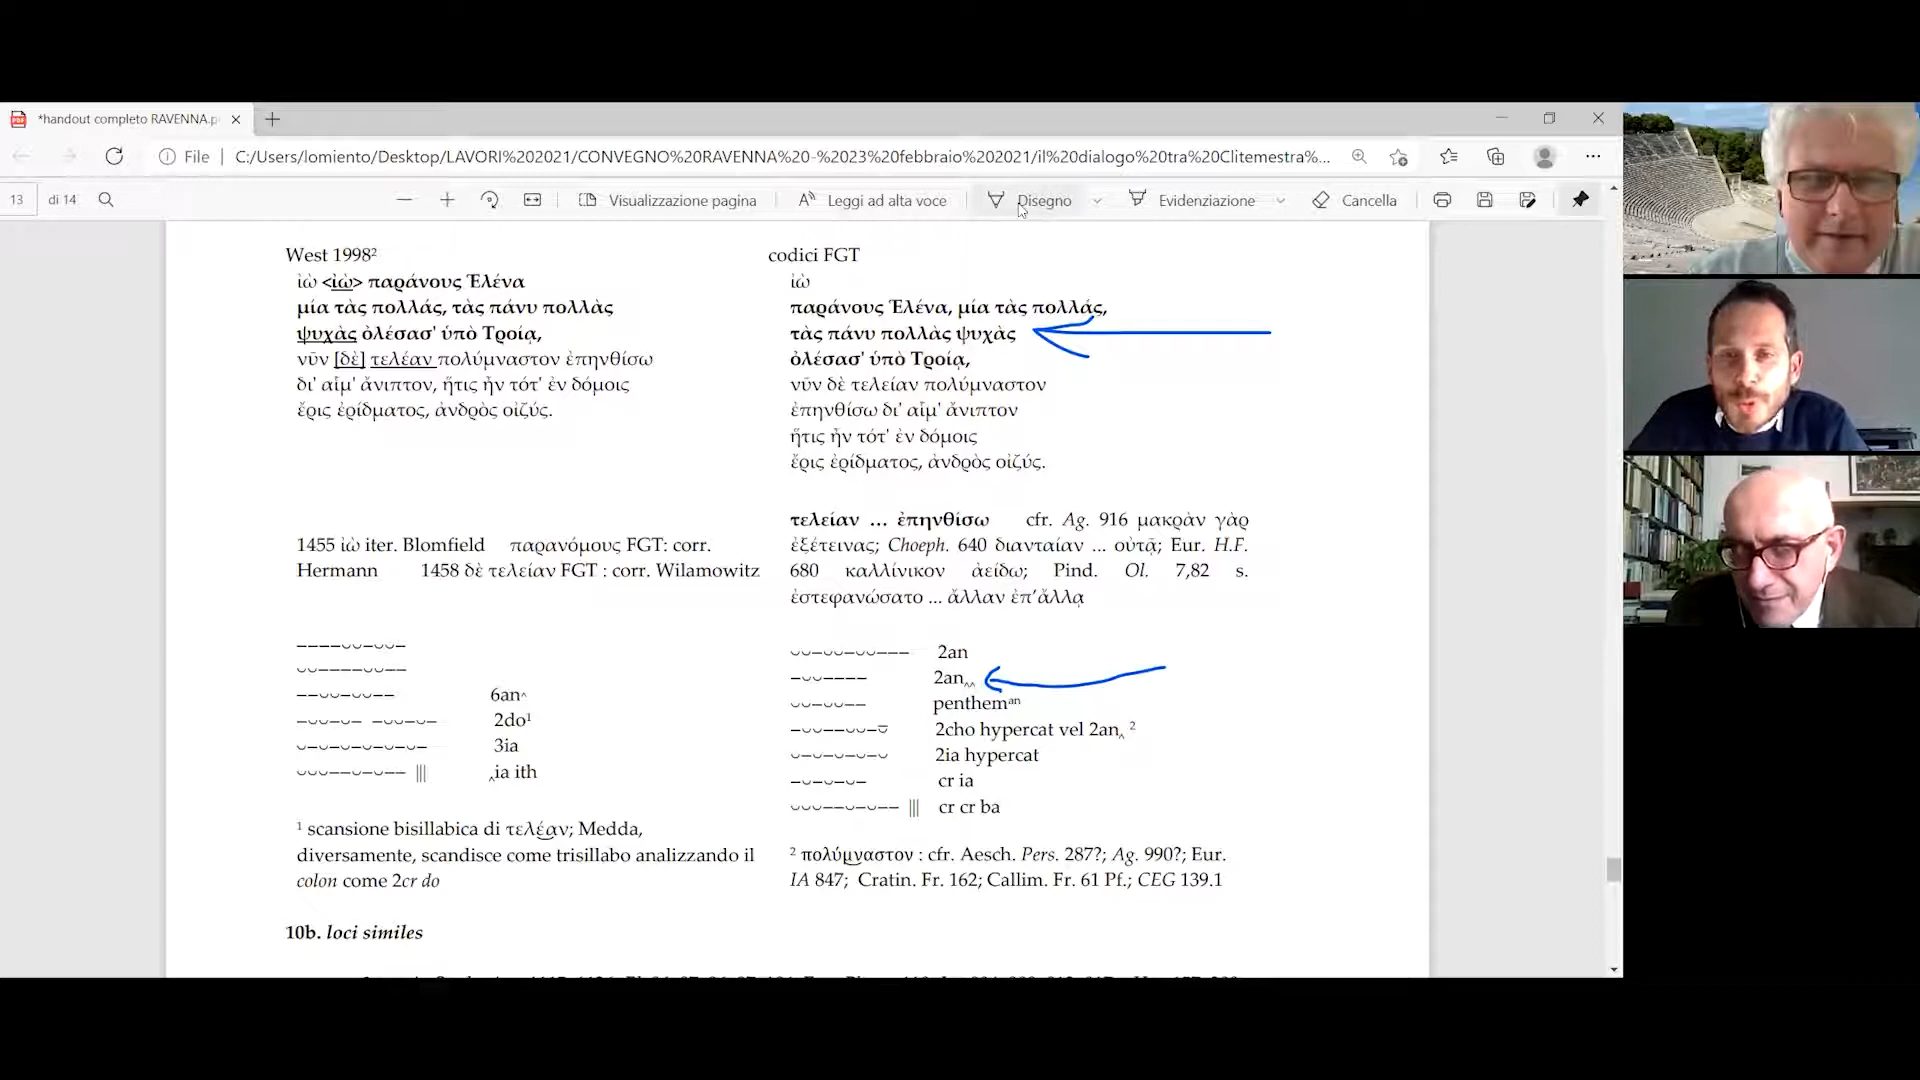 *handout completo RAVENNA.p
File
C:/Users/lomiento/Desktop/LAVORI%202021/CONVEGNO%20RAVENNA%20-%2023%20febbraio%202021/il%20dialogo%20tra%20Clitemestra%...
13 di 14
Visualizzazione pagina
Leggi ad alta voce
Disegno
Evidenziazione
Cancella
West 1998²
ἰὼ <ἰὼ> παράνους Ἑλένα
μία τὰς πολλάς, τὰς πάνυ πολλὰς
ψυχὰς ὀλέσασ' ὑπὸ Τροίᾳ,
νῦν [δὲ] τελέαν πολύμναστον ἐπηνθίσω
δι' αἷμ' ἄνιπτον, ἥτις ἦν τότ' ἐν δόμοις
ἔρις ἐρίδματος, ἀνδρὸς οἰζύς.
1455 ἰὼ iter. Blomfield παρανόμους FGT: corr.
Hermann 1458 δὲ τελείαν FGT : corr. Wilamowitz
‒‒‒‒⏑⏑‒⏑⏑‒
⏑⏑‒‒‒‒⏑⏑‒‒
‒‒⏑⏑‒⏑⏑‒‒ 6an^
‒⏑⏑‒⏑‒ ‒⏑⏑‒⏑‒ 2do¹
⏑‒⏑‒⏑‒⏑‒⏑‒⏑‒ 3ia
⏑⏑⏑‒‒⏑‒⏑‒‒ ||| ‸ia ith
¹ scansione bisillabica di τελέαν; Medda,
diversamente, scandisce come trisillabo analizzando il
colon come 2cr do
codici FGT
ἰὼ
παράνους Ἑλένα, μία τὰς πολλάς,
τὰς πάνυ πολλὰς ψυχὰς
ὀλέσασ' ὑπὸ Τροίᾳ,
νῦν δὲ τελείαν πολύμναστον
ἐπηνθίσω δι' αἷμ' ἄνιπτον
ἥτις ἦν τότ' ἐν δόμοις
ἔρις ἐρίδματος, ἀνδρὸς οἰζύς.
τελείαν ... ἐπηνθίσω cfr. Ag. 916 μακρὰν γὰρ
ἐξέτεινας; Choeph. 640 διανταίαν ... οὐτᾷ; Eur. H.F.
680 καλλίνικον ἀείδω; Pind. Ol. 7,82 s.
ἐστεφανώσατο ... ἄλλαν ἐπ’ἄλλᾳ
⏑⏑‒⏑⏑‒⏑⏑‒‒‒ 2an
‒⏑⏑‒‒‒‒ 2an‸‸
⏑⏑‒⏑‒‒ penthemᵃⁿ
‒⏑⏑‒‒⏑⏑‒⏓ 2cho hypercat vel 2an‸ ²
⏑‒⏑‒⏑‒⏑‒⏑ 2ia hypercat
‒⏑‒⏑‒⏑‒ cr ia
⏑⏑⏑‒‒⏑‒⏑‒‒ ||| cr cr ba
² πολύμναστον : cfr. Aesch. Pers. 287?; Ag. 990?; Eur.
IA 847; Cratin. Fr. 162; Callim. Fr. 61 Pf.; CEG 139.1
10b. loci similes